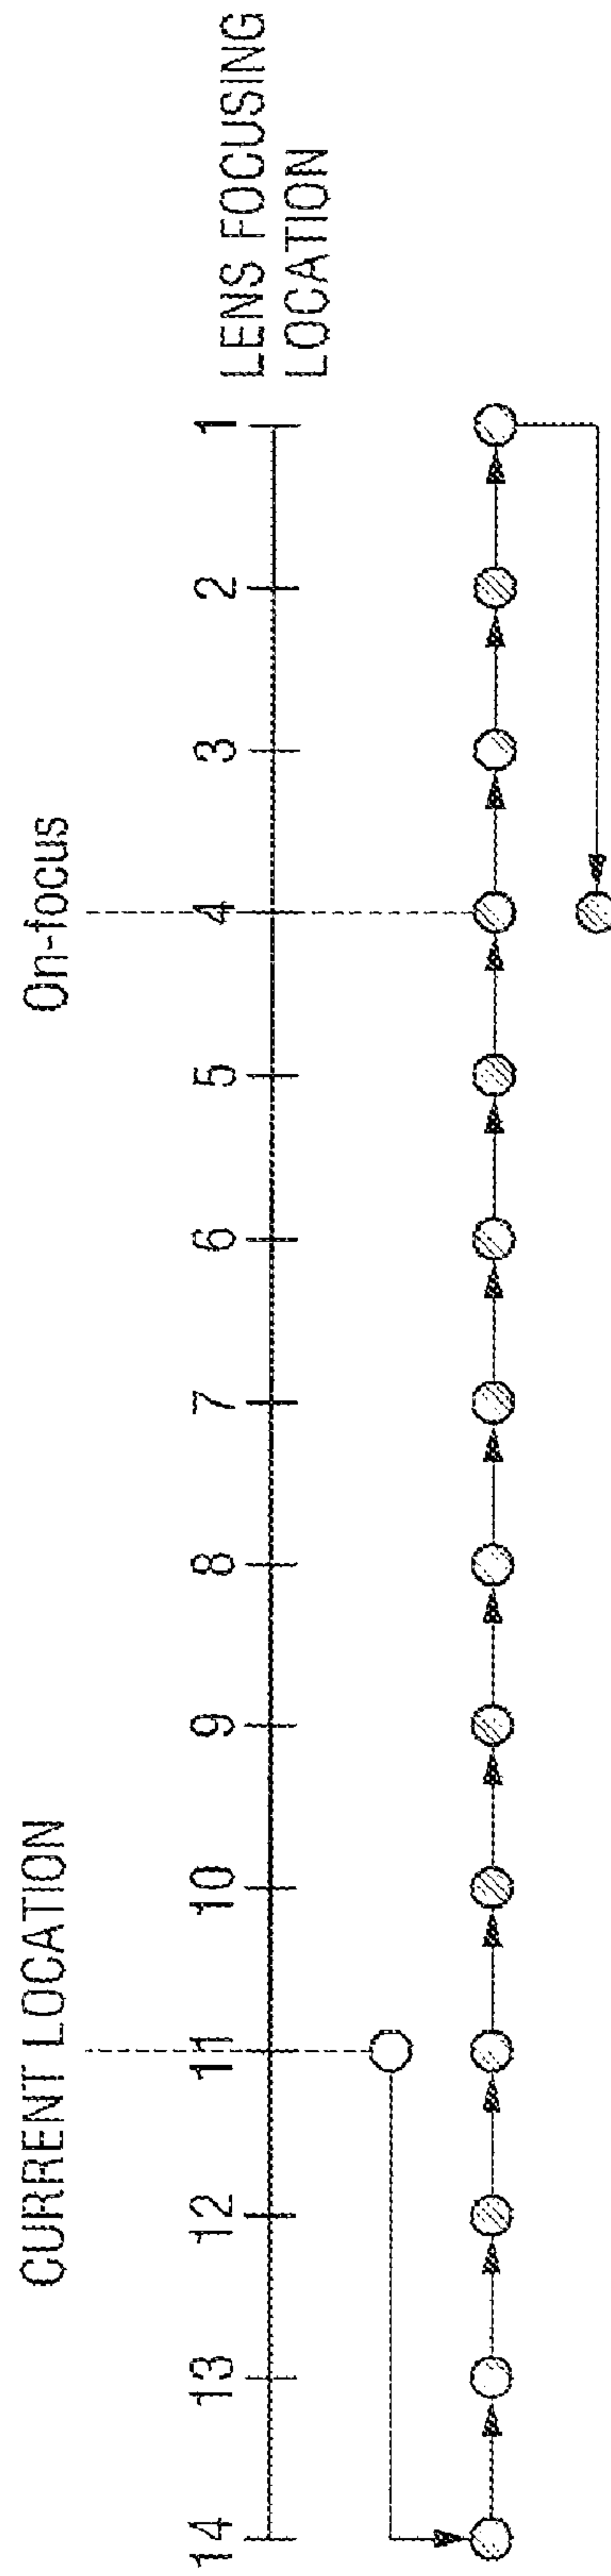 CURRENT LOCATION
On-focus
14 13 12 11 10 9 8 7 6 5 4 3 2 1
LENS FOCUSING
LOCATION